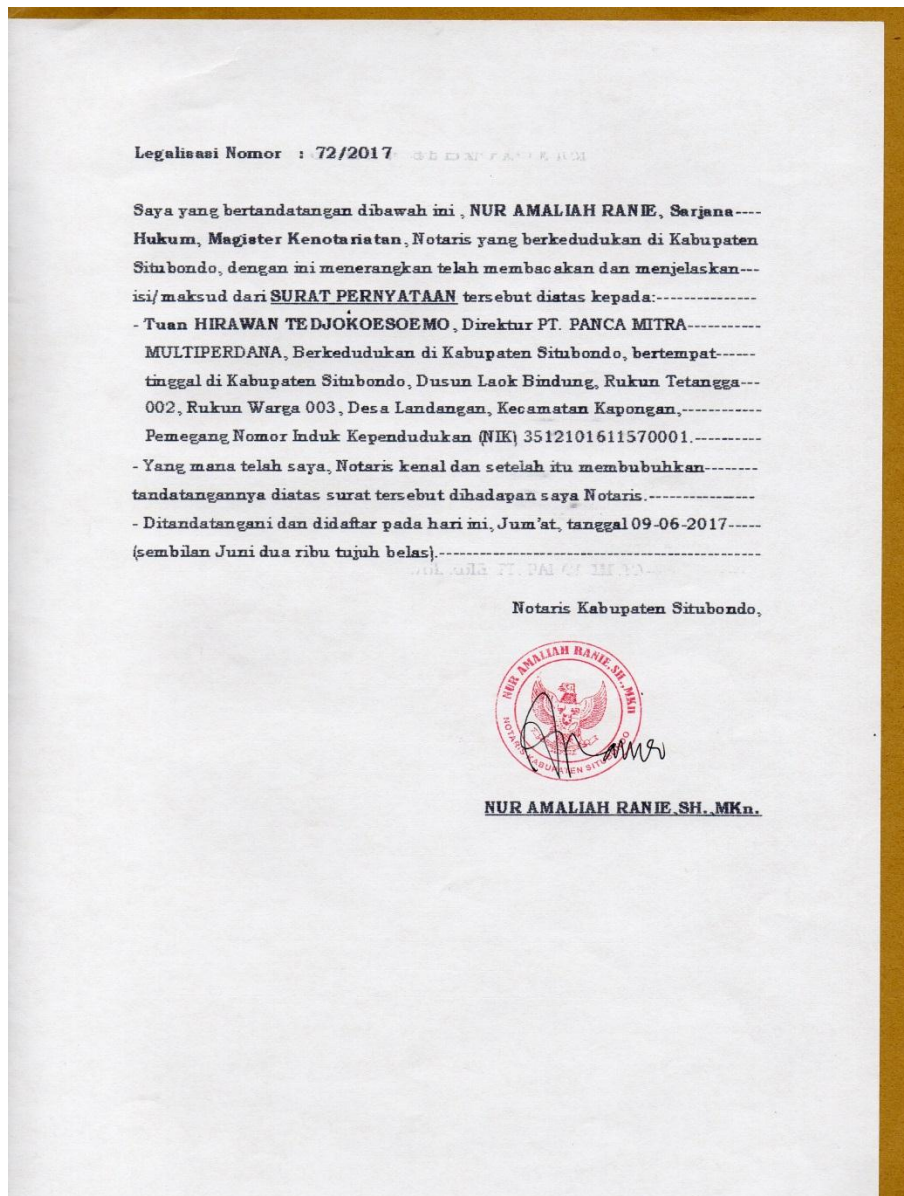 Legalisasi Nomor : 72/2017
Saya yang bertandatangan dibawah ini , NUR AMALIAH RANIE, Sarjana----
Hukum, Magister Kenotariatan, Notaris yang berkedudukan di Kabupaten
Situbondo, dengan ini menerangkan telah membacakan dan menjelaskan---
isi/maksud dari SURAT PERNYATAAN tersebut diatas kepada:---------------
- Tuan HIRAWAN TEDJOKOESOEMO, Direktur PT. PANCA MITRA-----------
MULTIPERDANA, Berkedudukan di Kabupaten Situbondo, bertempat------
tinggal di Kabupaten Situbondo, Dusun Laok Bindung, Rukun Tetangga---
002, Rukun Warga 003, Desa Landangan, Kecamatan Kapongan,------------
Pemegang Nomor Induk Kependudukan (NIK) 3512101611570001.----------
- Yang mana telah saya, Notaris kenal dan setelah itu membubuhkan--------
tandatangannya diatas surat tersebut dihadapan saya Notaris.----------------
- Ditandatangani dan didaftar pada hari ini, Jum'at, tanggal 09-06-2017-----
(sembilan Juni dua ribu tujuh belas).------------------------------------------------
Notaris Kabupaten Situbondo,
NUR AMALIAH RANIE,SH.,MKn
NOTARIS KABUPATEN SITUBONDO
NUR AMALIAH RANIE,SH.,MKn.